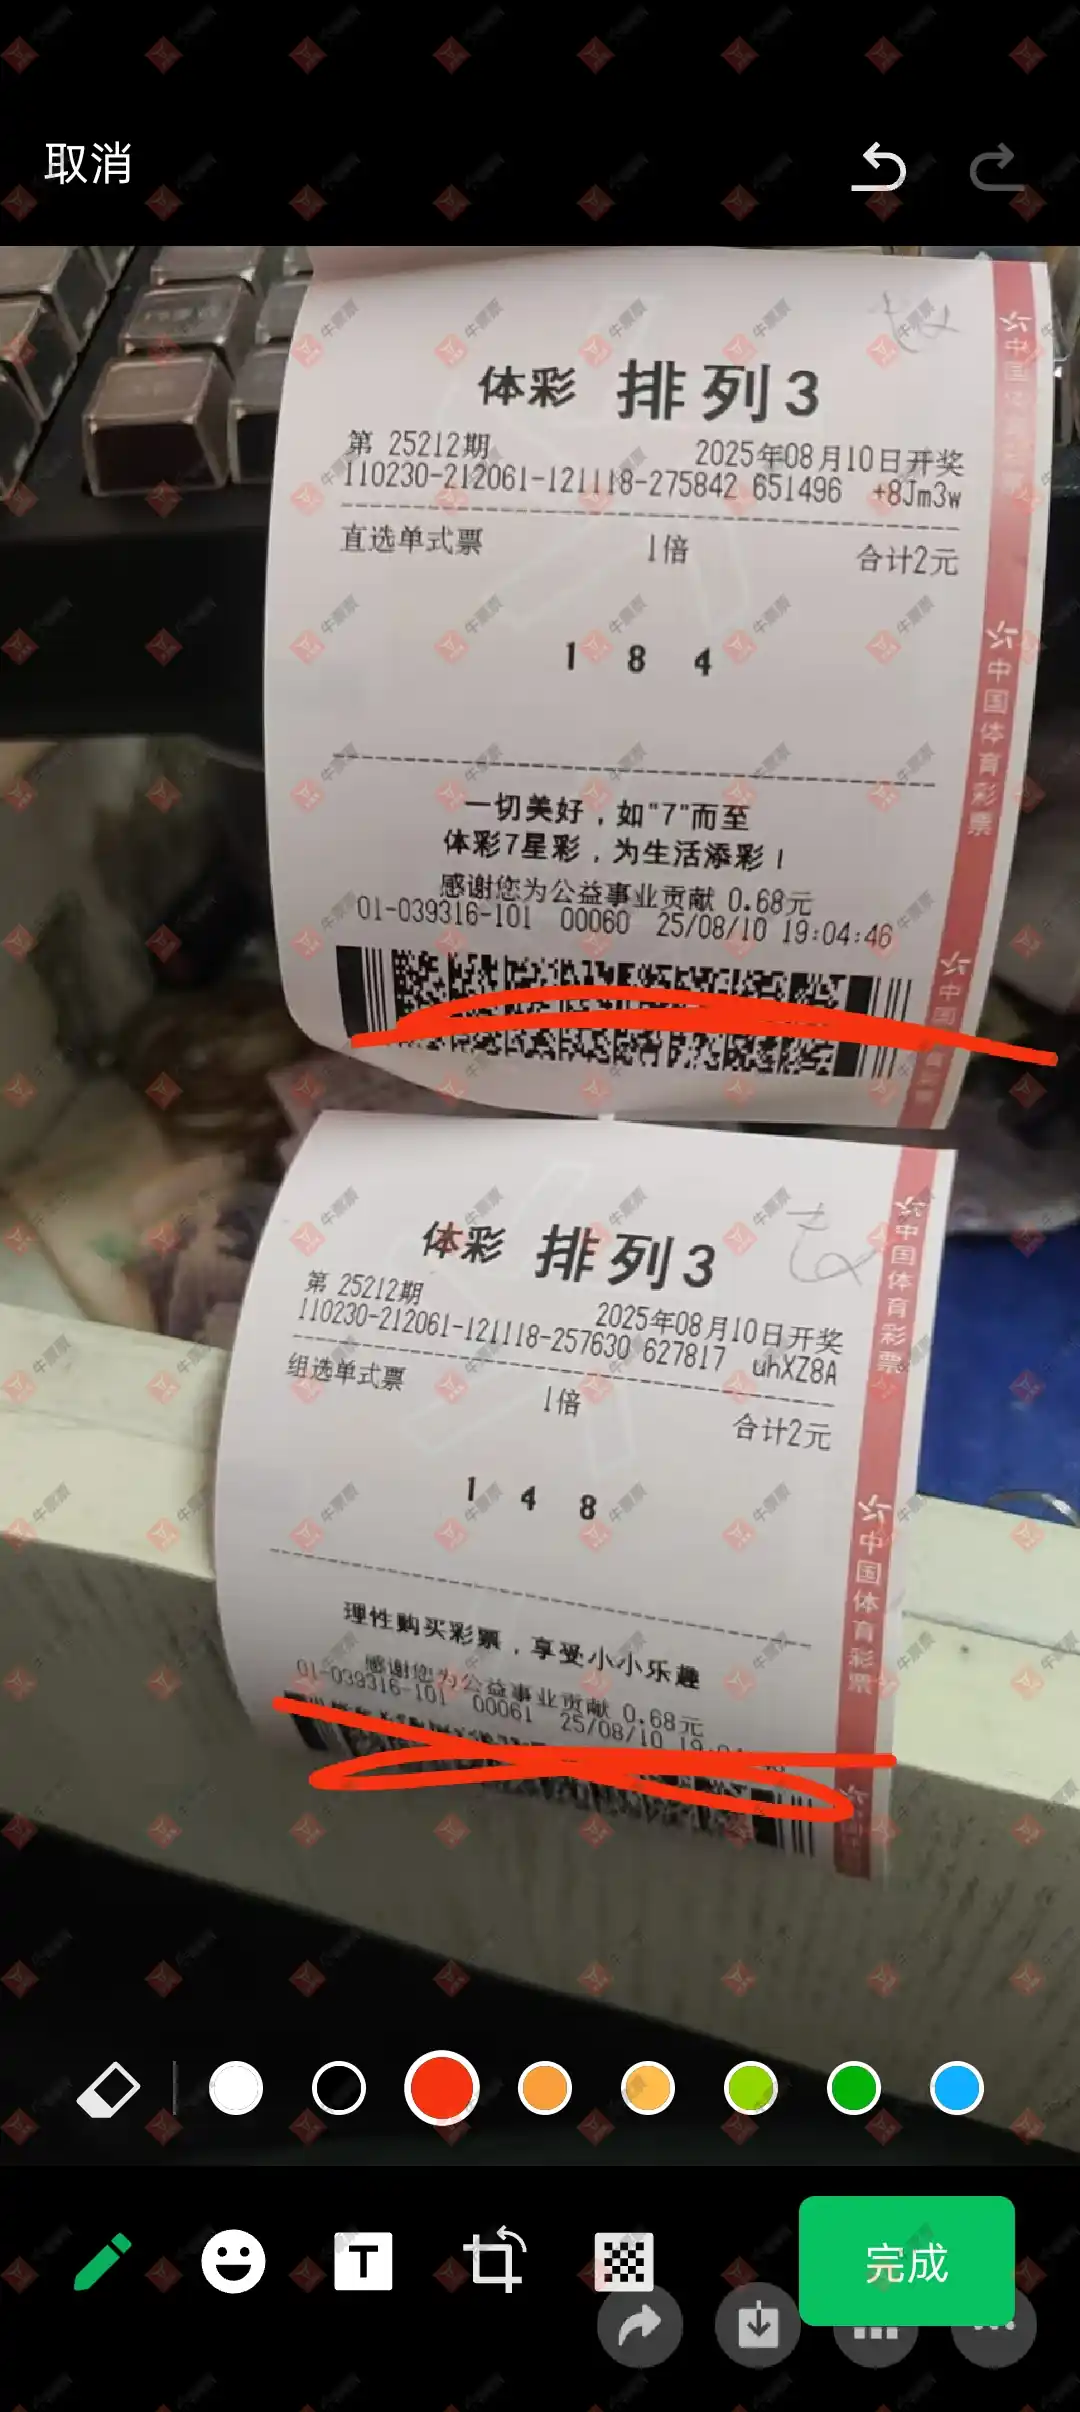 取消
体彩 排列3
第 25212期 2025年08月10日开奖
110230-212061-121118-275842 651496 +8Jm3w
直选单式票 1倍 合计2元
1 8 4
一切美好，如“7”而至
体彩7星彩，为生活添彩！
感谢您为公益事业贡献 0.68元
01-039316-101 00060 25/08/10 19:04:46
中国体育彩票
体彩 排列3
第 25212期 2025年08月10日开奖
110230-212061-121118-257630 627817 uhXZ8A
组选单式票 1倍 合计2元
1 4 8
理性购买彩票，享受小小乐趣
感谢您为公益事业贡献 0.68元
01-039316-101 00061 25/08/10
中国体育彩票
中国体育彩票
T
完成
牛票票